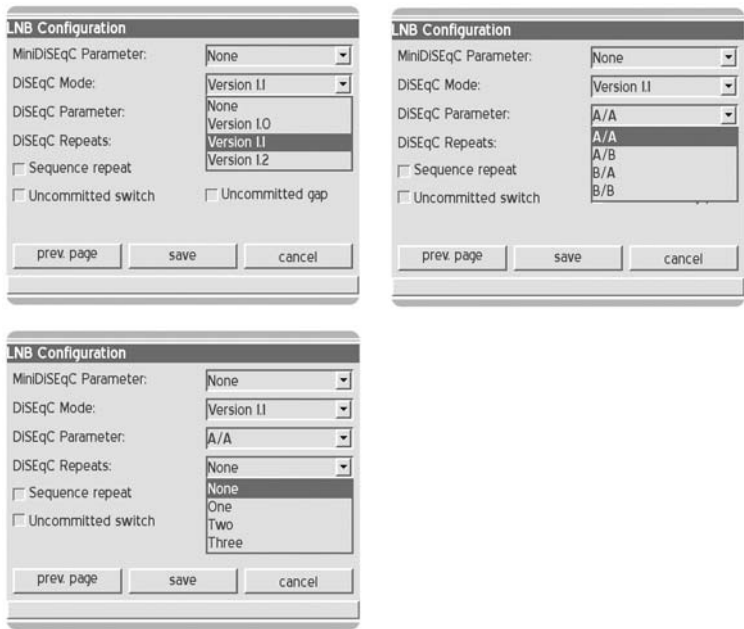 LNB Configuration
MiniDiSEqC Parameter: None
DiSEqC Mode: Version 1.1
DiSEqC Parameter: None
Version 1.0
DiSEqC Repeats: Version 1.1
Version 1.2
Sequence repeat
Uncommitted switch Uncommitted gap
prev. page save cancel
LNB Configuration
MiniDiSEqC Parameter: None
DiSEqC Mode: Version 1.1
DiSEqC Parameter: A/A
DiSEqC Repeats: A/A
A/B
Sequence repeat B/A
Uncommitted switch B/B
prev. page save cancel
LNB Configuration
MiniDiSEqC Parameter: None
DiSEqC Mode: Version 1.1
DiSEqC Parameter: A/A
DiSEqC Repeats: None
Sequence repeat None
One
Uncommitted switch Two
Three
prev. page save cancel